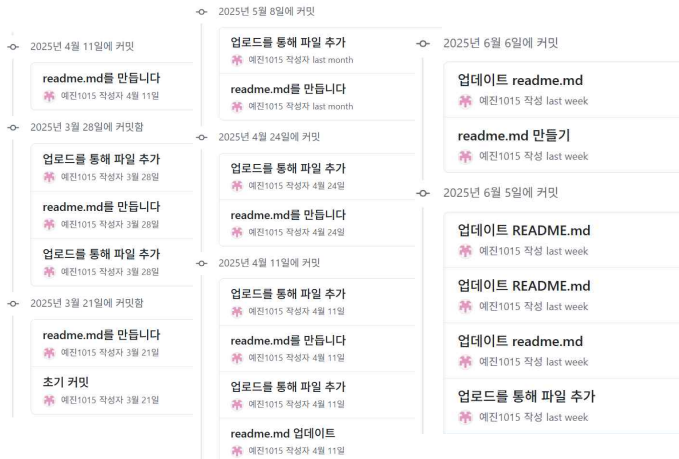 2025년 4월 11일에 커밋
readme.md를 만듭니다
예진1015 작성자 4월 11일
2025년 3월 28일에 커밋함
업로드를 통해 파일 추가
예진1015 작성자 3월 28일
readme.md를 만듭니다
예진1015 작성자 3월 28일
업로드를 통해 파일 추가
예진1015 작성자 3월 28일
2025년 3월 21일에 커밋함
readme.md를 만듭니다
예진1015 작성자 3월 21일
초기 커밋
예진1015 작성자 3월 21일
2025년 5월 8일에 커밋
업로드를 통해 파일 추가
예진1015 작성자 last month
readme.md를 만듭니다
예진1015 작성자 last month
2025년 4월 24일에 커밋
업로드를 통해 파일 추가
예진1015 작성자 4월 24일
readme.md를 만듭니다
예진1015 작성자 4월 24일
2025년 4월 11일에 커밋
업로드를 통해 파일 추가
예진1015 작성자 4월 11일
readme.md를 만듭니다
예진1015 작성자 4월 11일
업로드를 통해 파일 추가
예진1015 작성자 4월 11일
readme.md 업데이트
예진1015 작성자 4월 11일
2025년 6월 6일에 커밋
업데이트 readme.md
예진1015 작성 last week
readme.md 만들기
예진1015 작성 last week
2025년 6월 5일에 커밋
업데이트 README.md
예진1015 작성 last week
업데이트 README.md
예진1015 작성 last week
업데이트 readme.md
예진1015 작성 last week
업로드를 통해 파일 추가
예진1015 작성 last week